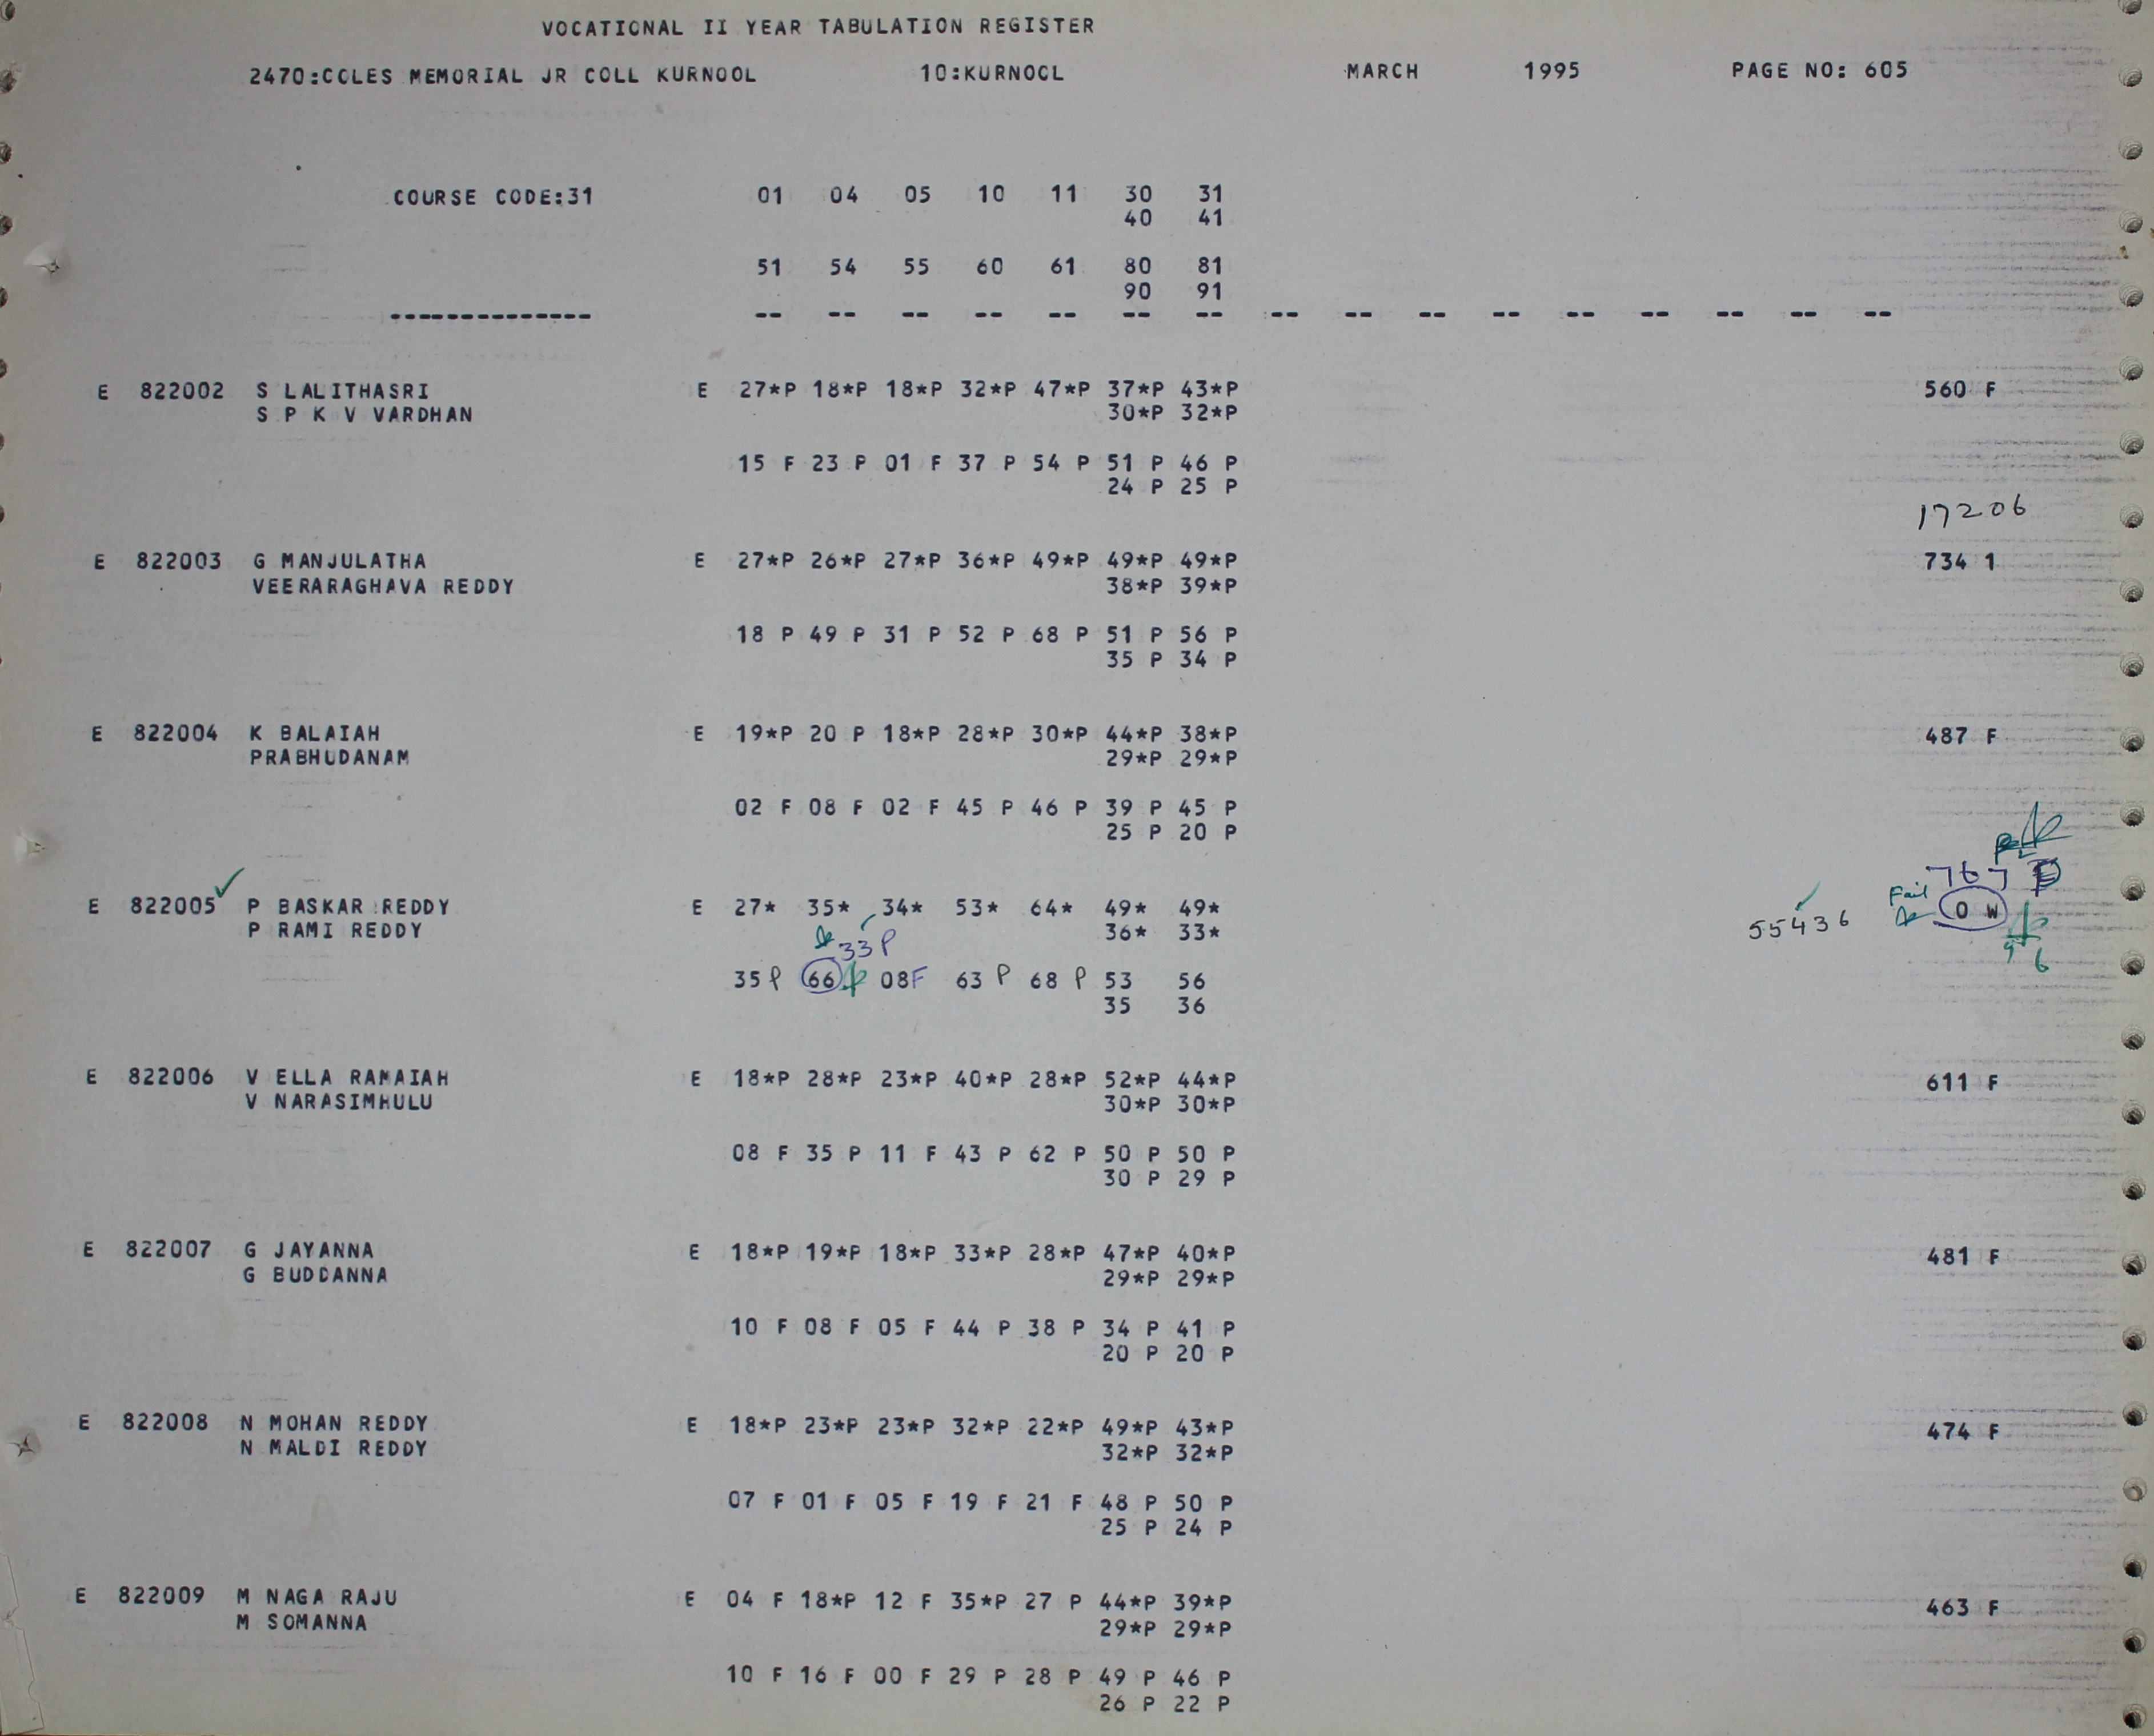 VOCATIONAL II YEAR TABULATION REGISTER
2470:COLES MEMORIAL JR COLL KURNOOL 10:KURNOOL MARCH 1995 PAGE NO: 605
COURSE CODE:31 01 04 05 10 11 30 31
40 41
51 54 55 60 61 80 81
90 91
-------------- -- -- -- -- -- -- -- -- -- -- -- -- -- -- -- --
E 822002 S LALITHASRI E 27*P 18*P 18*P 32*P 47*P 37*P 43*P 560 F
S P K V VARDHAN 30*P 32*P
15 F 23 P 01 F 37 P 54 P 51 P 46 P
24 P 25 P
17206
E 822003 G MANJULATHA E 27*P 26*P 27*P 36*P 49*P 49*P 49*P 734 1
VEERARAGHAVA REDDY 38*P 39*P
18 P 49 P 31 P 52 P 68 P 51 P 56 P
35 P 34 P
E 822004 K BALAIAH E 19*P 20 P 18*P 28*P 30*P 44*P 38*P 487 F
PRABHUDANAM 29*P 29*P
02 F 08 F 02 F 45 P 46 P 39 P 45 P
25 P 20 P
767
E 822005 P BASKAR REDDY E 27* 35* 34* 53* 64* 49* 49* 55436 Fail 0 W
P RAMI REDDY 36* 33*
33P
35 P 66 08 F 63 P 68 P 53 56
35 36
E 822006 V ELLA RAMAIAH E 18*P 28*P 23*P 40*P 28*P 52*P 44*P 611 F
V NARASIMHULU 30*P 30*P
08 F 35 P 11 F 43 P 62 P 50 P 50 P
30 P 29 P
E 822007 G JAYANNA E 18*P 19*P 18*P 33*P 28*P 47*P 40*P 481 F
G BUDDANNA 29*P 29*P
10 F 08 F 05 F 44 P 38 P 34 P 41 P
20 P 20 P
E 822008 N MOHAN REDDY E 18*P 23*P 23*P 32*P 22*P 49*P 43*P 474 F
N MALDI REDDY 32*P 32*P
07 F 01 F 05 F 19 F 21 F 48 P 50 P
25 P 24 P
E 822009 M NAGA RAJU E 04 F 18*P 12 F 35*P 27 P 44*P 39*P 463 F
M SOMANNA 29*P 29*P
10 F 16 F 00 F 29 P 28 P 49 P 46 P
26 P 22 P